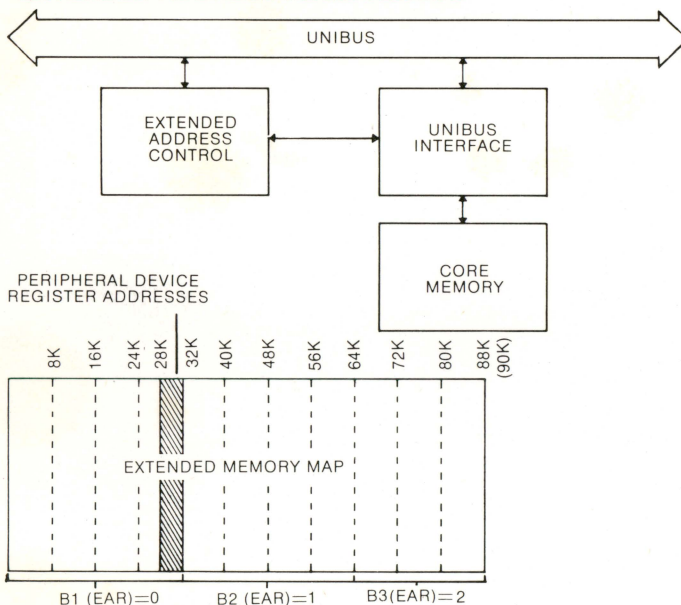 UNIBUS
EXTENDED
ADDRESS
CONTROL
UNIBUS
INTERFACE
CORE
MEMORY
PERIPHERAL DEVICE
REGISTER ADDRESSES
8K
16K
24K
28K
32K
40K
48K
56K
64K
72K
80K
88K
(90K)
EXTENDED MEMORY MAP
B1 (EAR)=0
B2 (EAR)=1
B3(EAR)=2